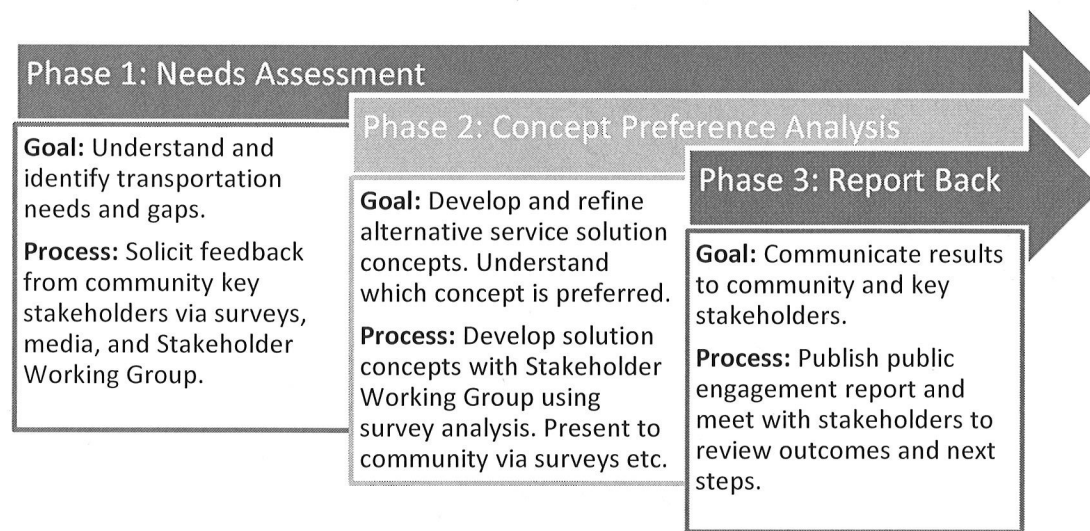 Phase 1: Needs Assessment
Goal: Understand and
identify transportation
needs and gaps.
Process: Solicit feedback
from community key
stakeholders via surveys,
media, and Stakeholder
Working Group.
Phase 2: Concept Preference Analysis
Goal: Develop and refine
alternative service solution
concepts. Understand
which concept is preferred.
Process: Develop solution
concepts with Stakeholder
Working Group using
survey analysis. Present to
community via surveys etc.
Phase 3: Report Back
Goal: Communicate results
to community and key
stakeholders.
Process: Publish public
engagement report and
meet with stakeholders to
review outcomes and next
steps.